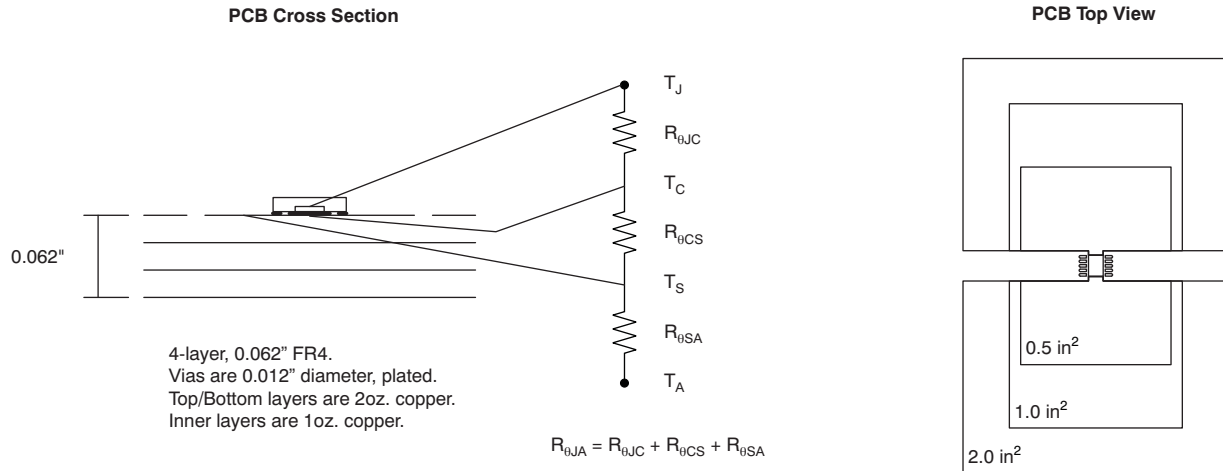 PCB Cross Section
PCB Top View
T_J
R_θJC
T_C
R_θCS
T_S
R_θSA
T_A
0.062"
4-layer, 0.062” FR4.
Vias are 0.012” diameter, plated.
Top/Bottom layers are 2oz. copper.
Inner layers are 1oz. copper.
R_θJA = R_θJC + R_θCS + R_θSA
0.5 in²
1.0 in²
2.0 in²